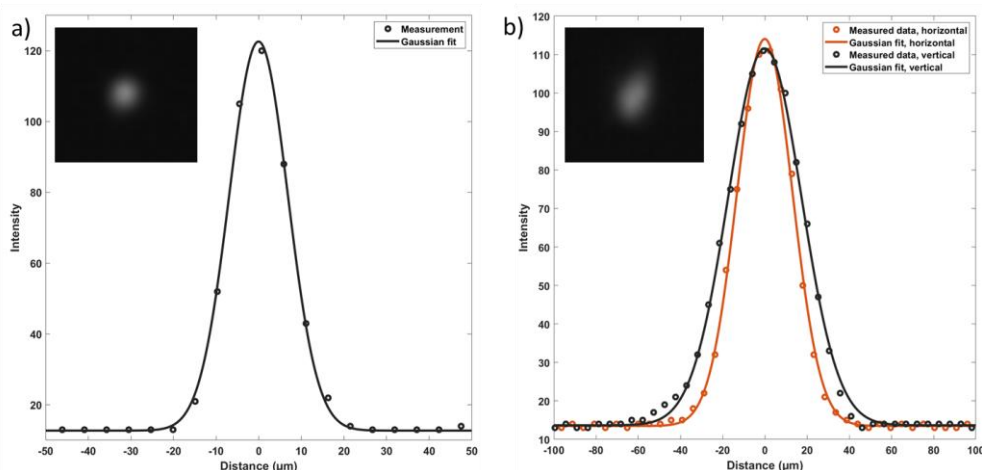 a)
Measurement
Gaussian fit
120
100
80
60
40
20
Intensity
-50 -40 -30 -20 -10 0 10 20 30 40 50
Distance (μm)
b)
Measured data, horizontal
Gaussian fit, horizontal
Measured data, vertical
Gaussian fit, vertical
120
110
100
90
80
70
60
50
40
30
20
10
Intensity
-100 -80 -60 -40 -20 0 20 40 60 80 100
Distance (μm)